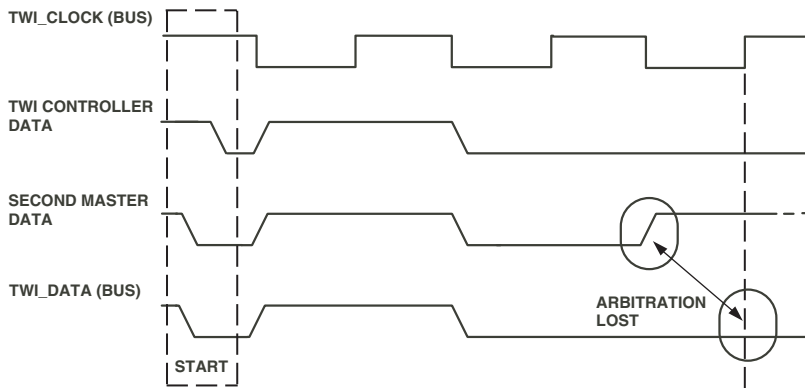 TWI_CLOCK (BUS)
TWI CONTROLLER
DATA
SECOND MASTER
DATA
TWI_DATA (BUS)
ARBITRATION
LOST
START